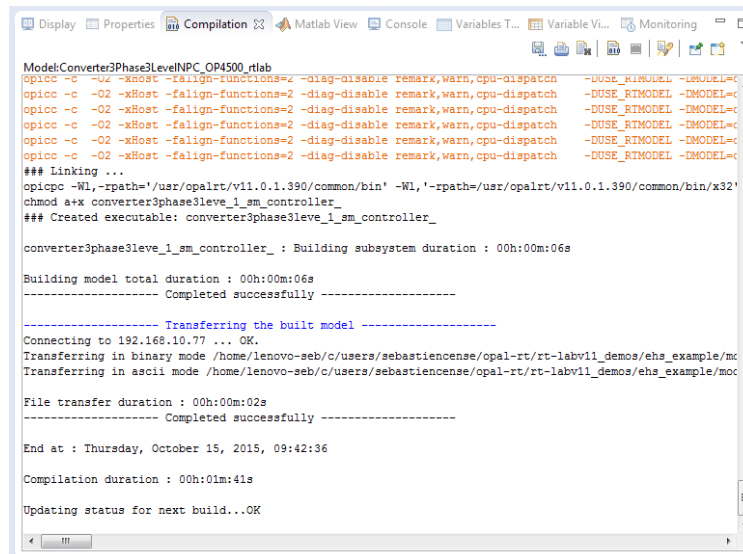 Display Properties Compilation Matlab View Console Variables T... Variable Vi... Monitoring
Model:Converter3Phase3LevelNPC_OP4500_rtlab
opicc -c -O2 -xHost -falign-functions=2 -diag-disable remark,warn,cpu-dispatch -DUSE_RTMODEL -DMODEL=c
opicc -c -O2 -xHost -falign-functions=2 -diag-disable remark,warn,cpu-dispatch -DUSE_RTMODEL -DMODEL=c
opicc -c -O2 -xHost -falign-functions=2 -diag-disable remark,warn,cpu-dispatch -DUSE_RTMODEL -DMODEL=c
opicc -c -O2 -xHost -falign-functions=2 -diag-disable remark,warn,cpu-dispatch -DUSE_RTMODEL -DMODEL=c
opicc -c -O2 -xHost -falign-functions=2 -diag-disable remark,warn,cpu-dispatch -DUSE_RTMODEL -DMODEL=c
opicc -c -O2 -xHost -falign-functions=2 -diag-disable remark,warn,cpu-dispatch -DUSE_RTMODEL -DMODEL=c
### Linking ...
opicpc -Wl,-rpath='/usr/opalrt/v11.0.1.390/common/bin' -Wl,'-rpath=/usr/opalrt/v11.0.1.390/common/bin/x32'
chmod a+x converter3phase3leve_1_sm_controller_
### Created executable: converter3phase3leve_1_sm_controller_
converter3phase3leve_1_sm_controller_ : Building subsystem duration : 00h:00m:06s
Building model total duration : 00h:00m:06s
------------------- Completed successfully -------------------
------------------- Transferring the built model -------------------
Connecting to 192.168.10.77 ... OK.
Transferring in binary mode /home/lenovo-seb/c/users/sebastiencense/opal-rt/rt-labv11_demos/ehs_example/mo
Transferring in ascii mode /home/lenovo-seb/c/users/sebastiencense/opal-rt/rt-labv11_demos/ehs_example/mod
File transfer duration : 00h:00m:02s
------------------- Completed successfully -------------------
End at : Thursday, October 15, 2015, 09:42:36
Compilation duration : 00h:01m:41s
Updating status for next build...OK